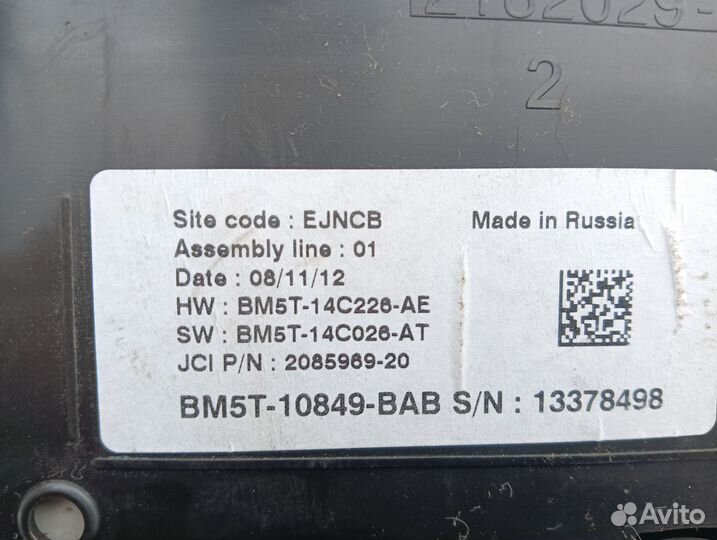 2
Site code : EJNCB Made in Russia
Assembly line : 01
Date : 08/11/12
HW : BM5T-14C226-AE
SW : BM5T-14C026-AT
JCI P/N : 2085969-20
BM5T-10849-BAB S/N : 13378498
Avito